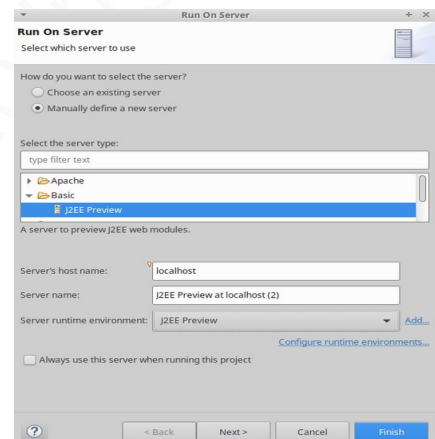 Run On Server
Run On Server
Select which server to use
How do you want to select the server?
Choose an existing server
Manually define a new server
Select the server type:
type filter text
Apache
Basic
J2EE Preview
A server to preview J2EE web modules.
Server's host name: localhost
Server name: J2EE Preview at localhost (2)
Server runtime environment: J2EE Preview Add...
Configure runtime environments...
Always use this server when running this project
? < Back Next > Cancel Finish